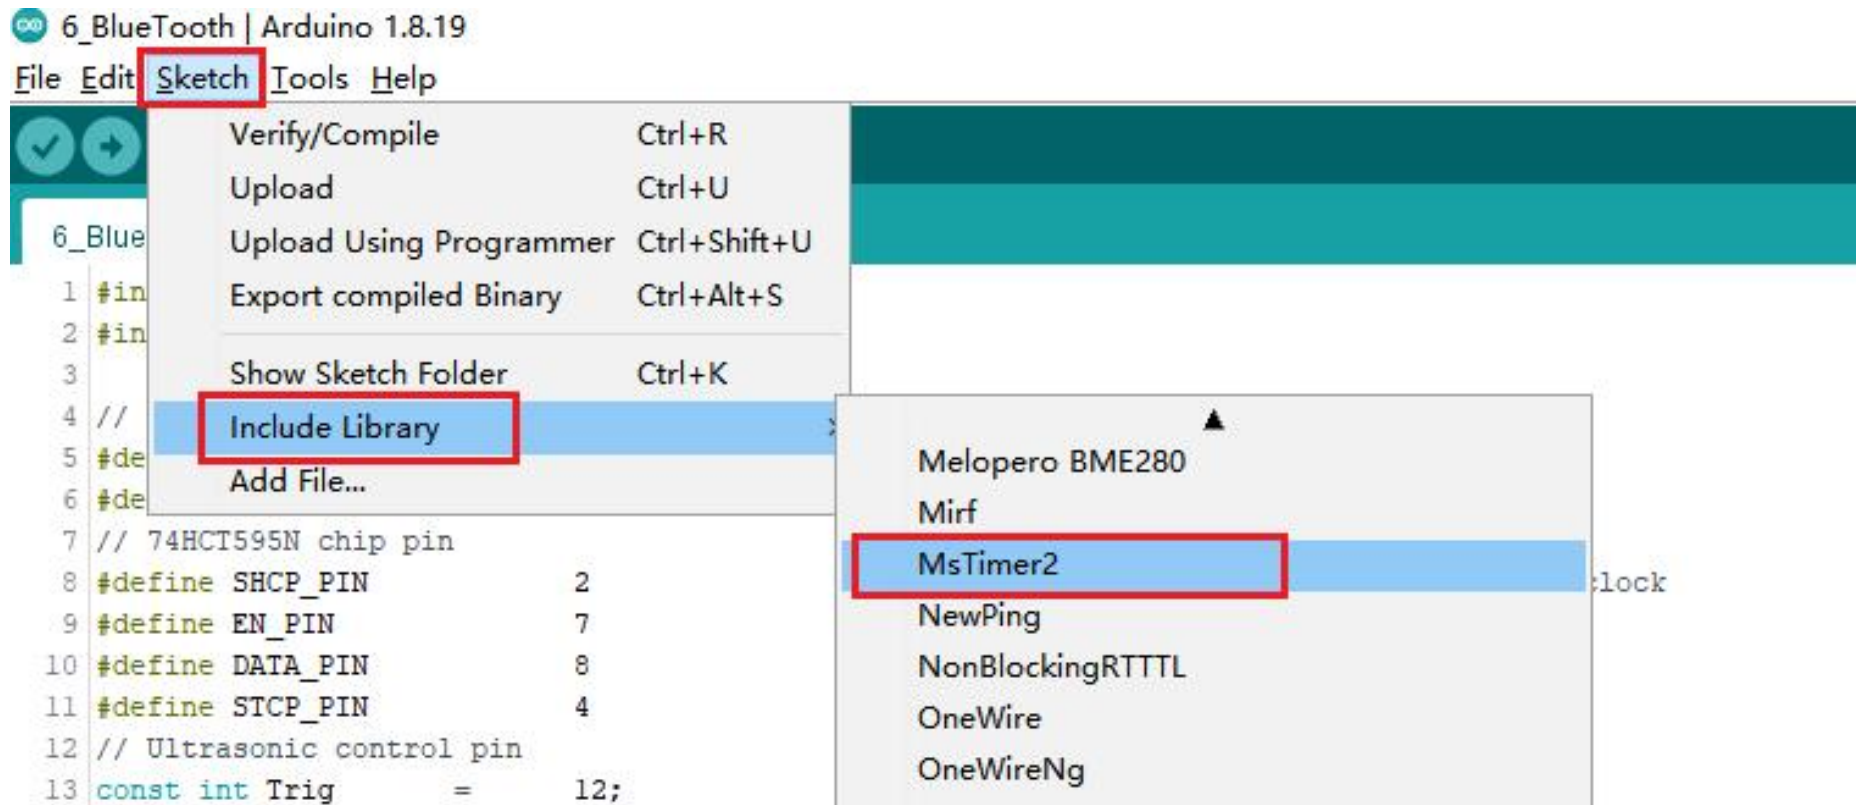 6_BlueTooth | Arduino 1.8.19
File Edit Sketch Tools Help
Verify/Compile Ctrl+R
Upload Ctrl+U
6_Blue
Upload Using Programmer Ctrl+Shift+U
1 #in
Export compiled Binary Ctrl+Alt+S
2 #in
3
Show Sketch Folder Ctrl+K
4 //
Include Library
5 #de
Add File...
6 #de
Melopero BME280
Mirf
MsTimer2
NewPing
NonBlockingRTTTL
OneWire
OneWireNg
7 // 74HCT595N chip pin
8 #define SHCP_PIN 2
clock
9 #define EN_PIN 7
10 #define DATA_PIN 8
11 #define STCP_PIN 4
12 // Ultrasonic control pin
13 const int Trig = 12;